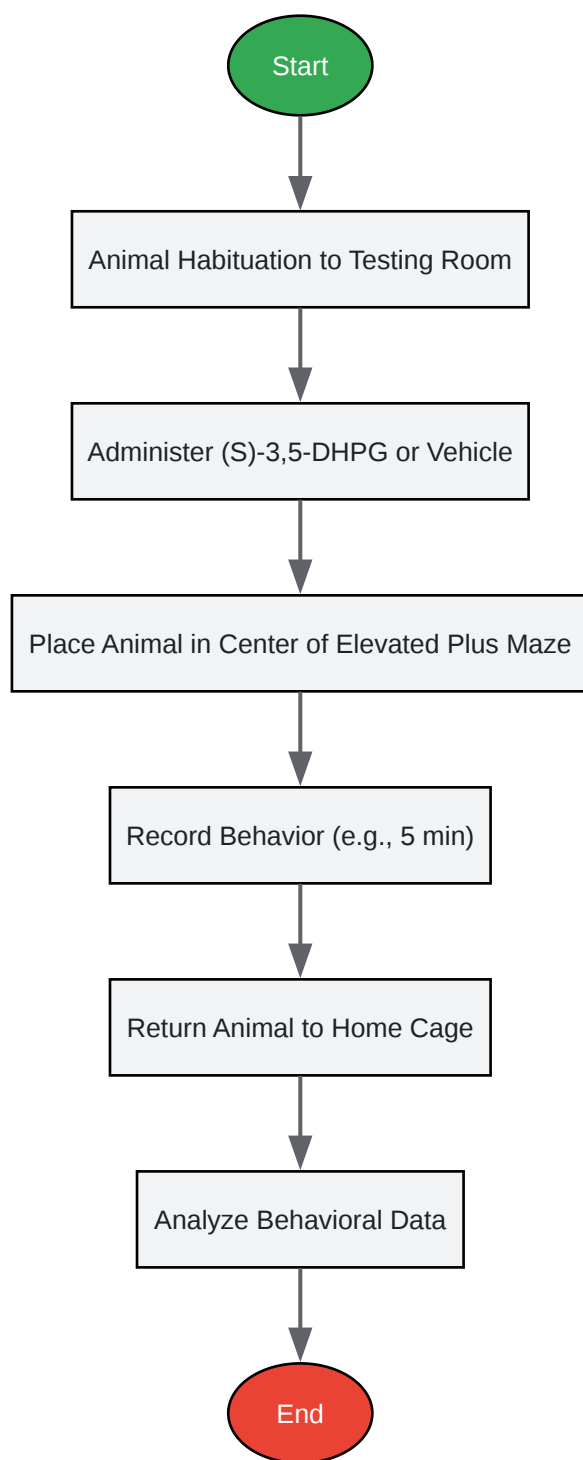 Start
Animal Habituation to Testing Room
Administer (S)-3,5-DHPG or Vehicle
Place Animal in Center of Elevated Plus Maze
Record Behavior (e.g., 5 min)
Return Animal to Home Cage
Analyze Behavioral Data
End